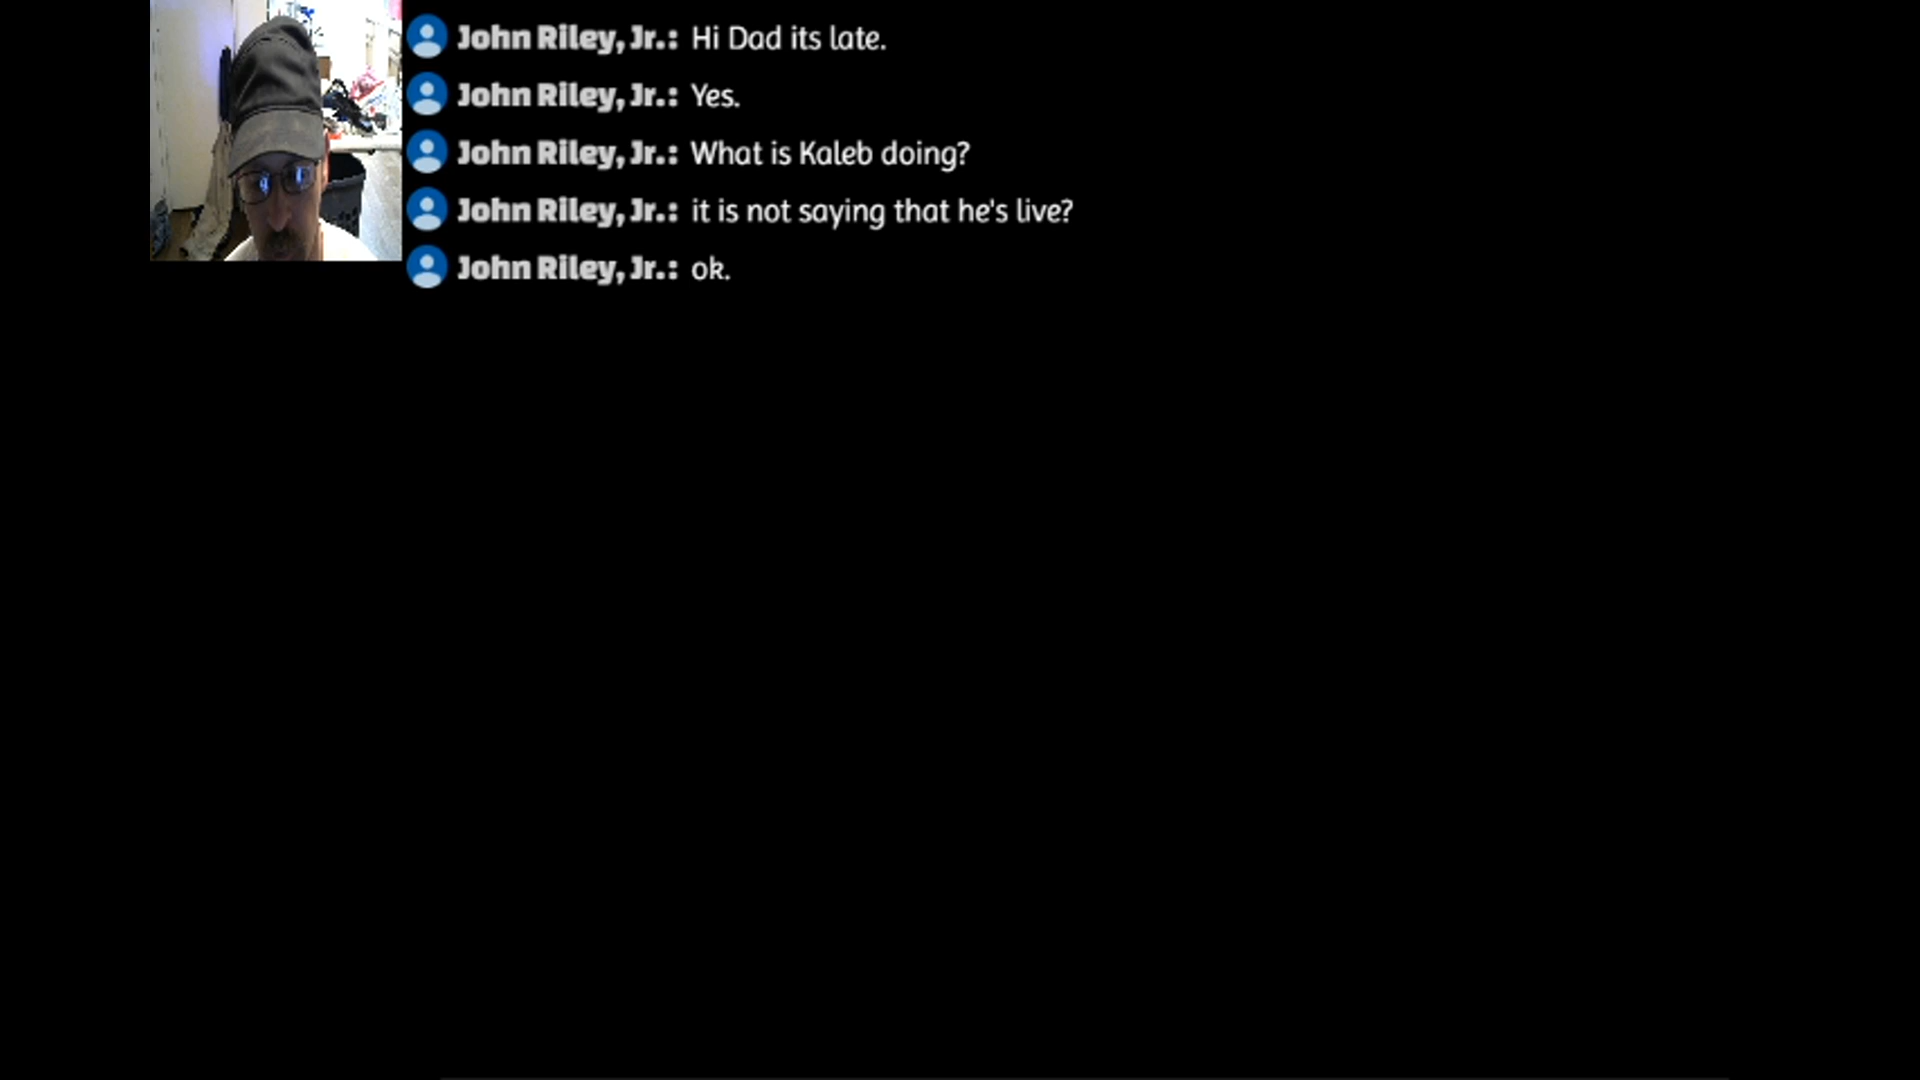 John Riley, Jr.: Hi Dad its late.
John Riley, Jr.: Yes.
John Riley, Jr.: What is Kaleb doing?
John Riley, Jr.: it is not saying that he's live?
John Riley, Jr.: ok.